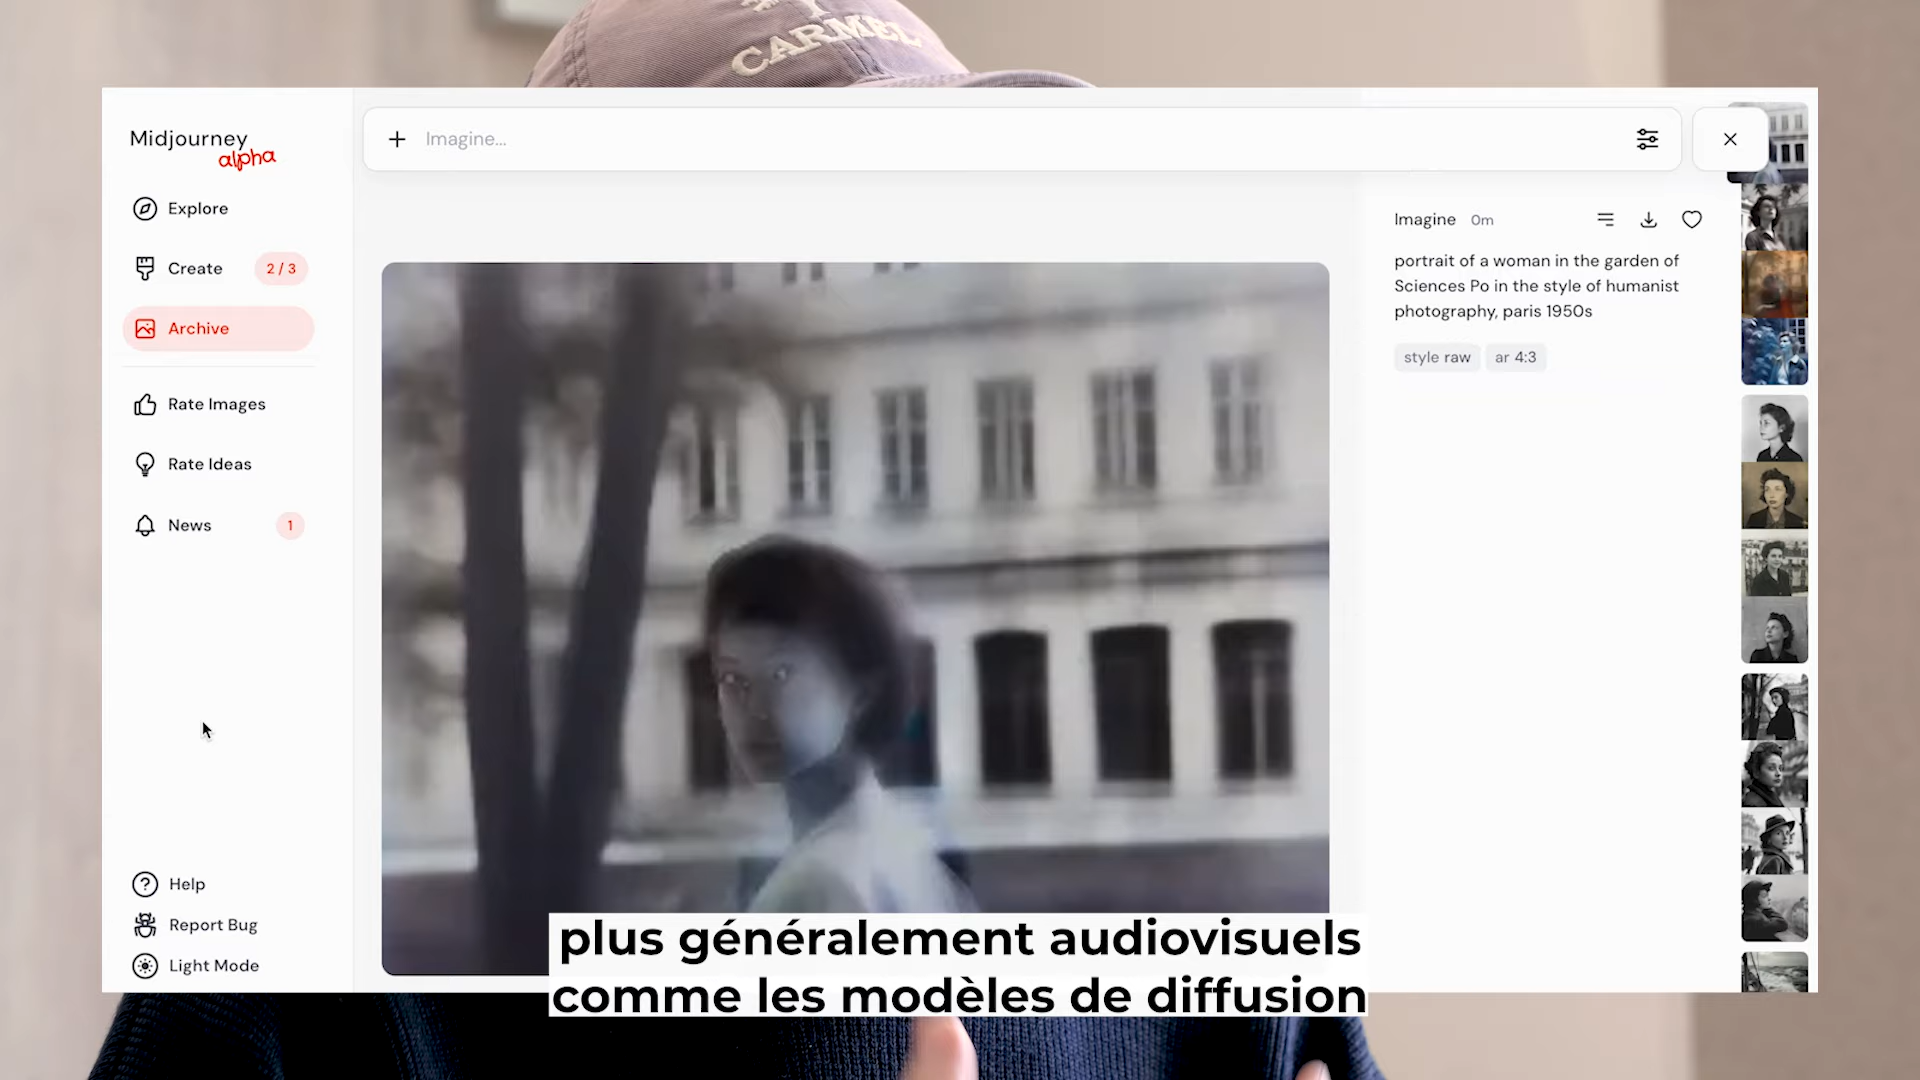 CARMEL
Midjourney
alpha
Imagine...
Explore
Create 2 / 3
Archive
Rate Images
Rate Ideas
News 1
Help
Report Bug
Light Mode
Imagine 0m
portrait of a woman in the garden of
Sciences Po in the style of humanist
photography, paris 1950s
style raw ar 4:3
plus généralement audiovisuels
comme les modèles de diffusion